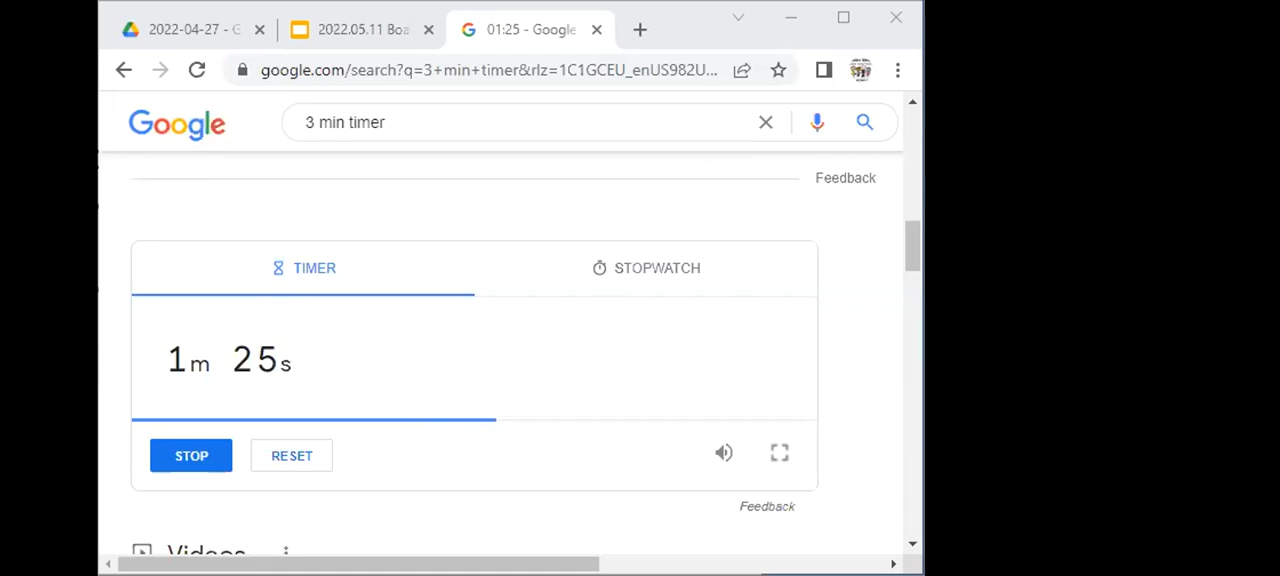 2022-04-27 - G
2022.05.11 Boa
01:25 - Google
google.com/search?q=3+min+timer&rlz=1C1GCEU_enUS982U...
Google
3 min timer
Feedback
TIMER
STOPWATCH
1m 25s
STOP
RESET
Feedback
Videos